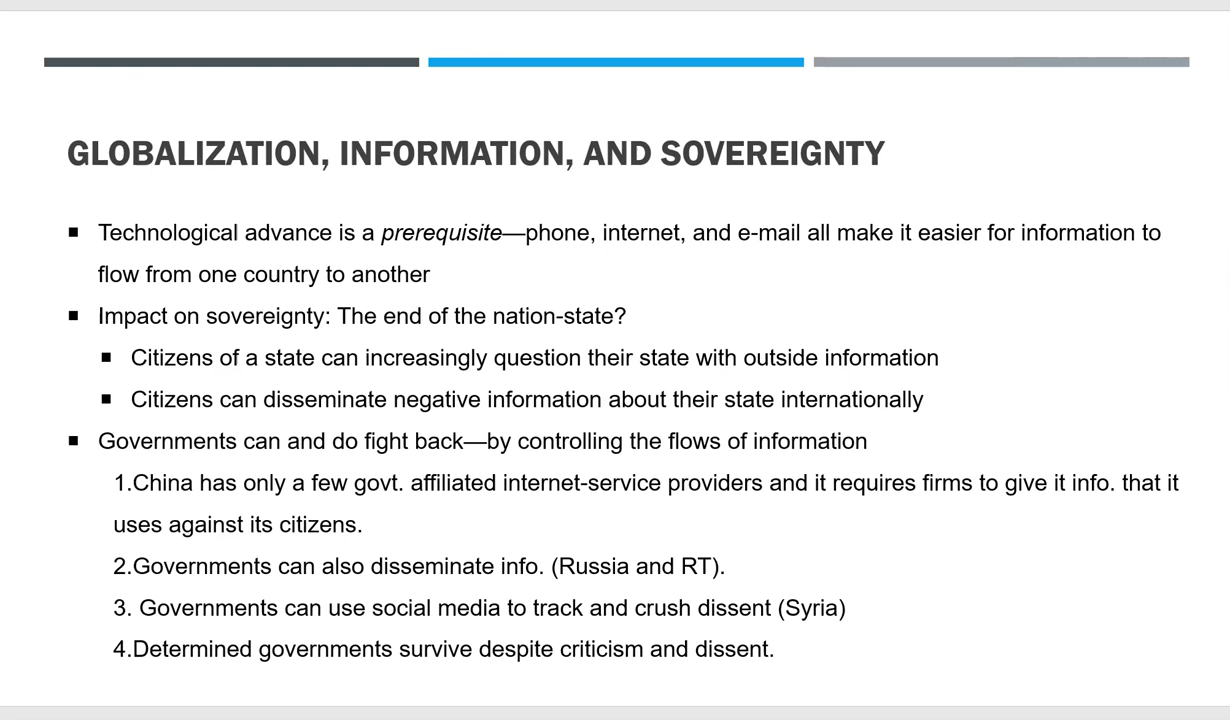 GLOBALIZATION, INFORMATION, AND SOVEREIGNTY
▪ Technological advance is a prerequisite—phone, internet, and e-mail all make it easier for information to
flow from one country to another
▪ Impact on sovereignty: The end of the nation-state?
▪ Citizens of a state can increasingly question their state with outside information
▪ Citizens can disseminate negative information about their state internationally
▪ Governments can and do fight back—by controlling the flows of information
1.China has only a few govt. affiliated internet-service providers and it requires firms to give it info. that it
uses against its citizens.
2.Governments can also disseminate info. (Russia and RT).
3. Governments can use social media to track and crush dissent (Syria)
4.Determined governments survive despite criticism and dissent.